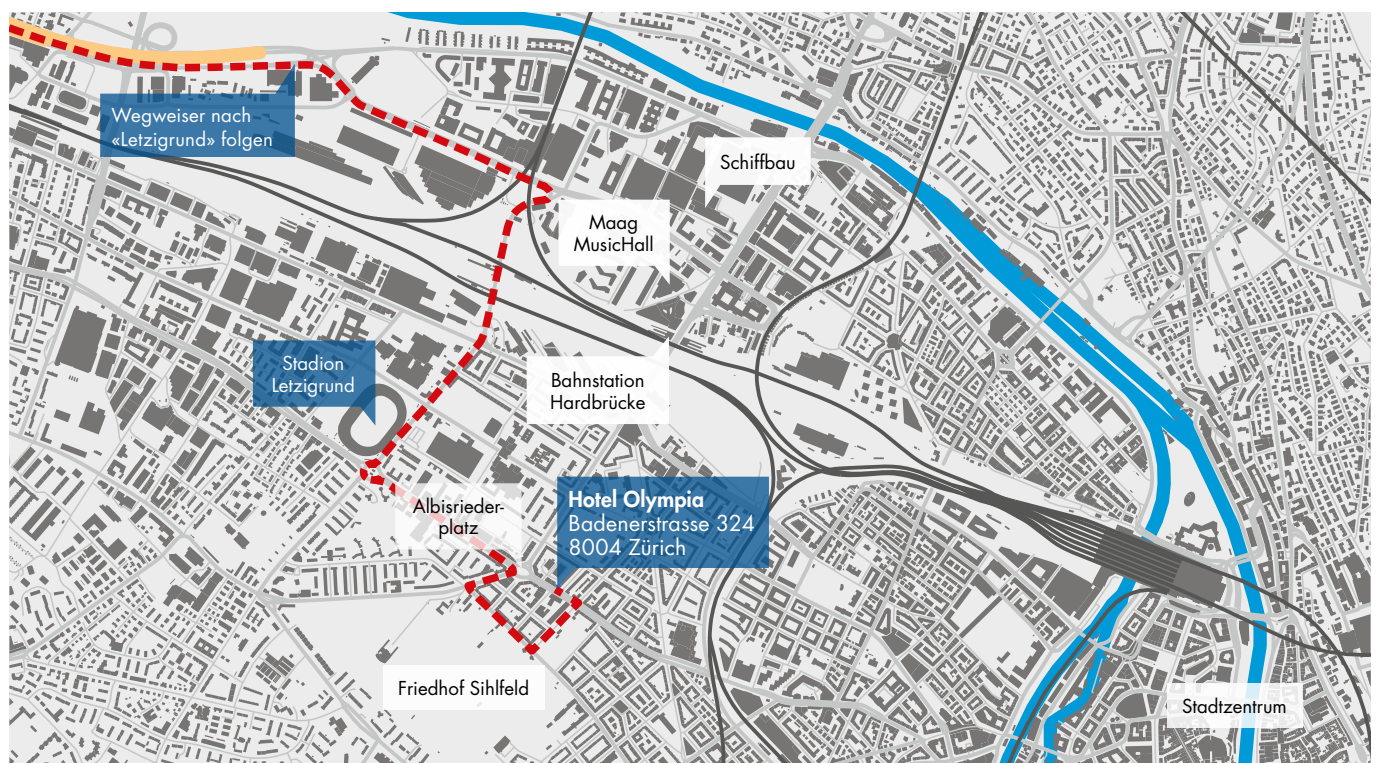 Wegweiser nach
«Letzigrund» folgen
Schiffbau
Maag
MusicHall
Stadion
Letzigrund
Bahnstation
Hardbrücke
Albisrieder-
platz
Hotel Olympia
Badenerstrasse 324
8004 Zürich
Friedhof Sihlfeld
Stadtzentrum